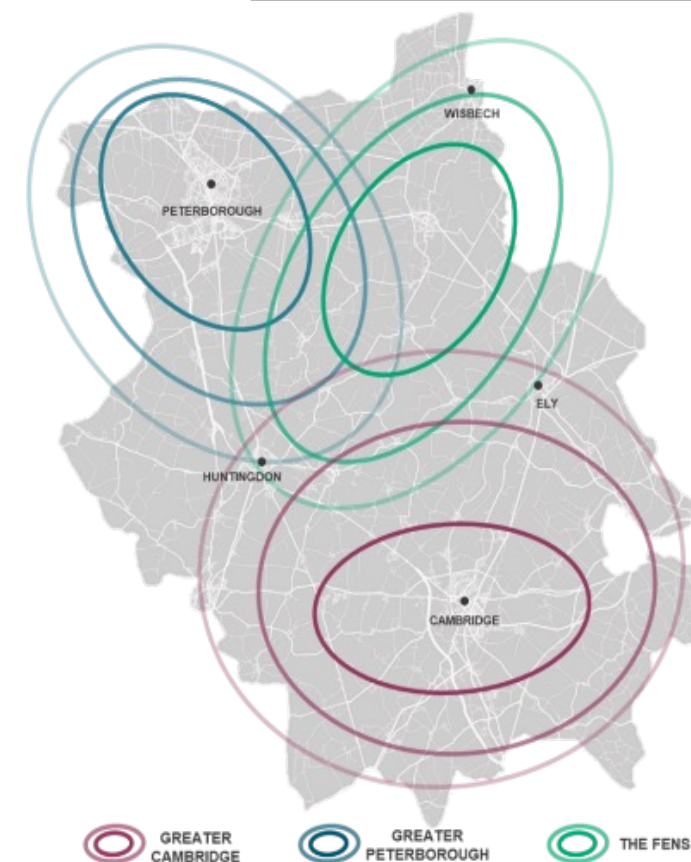 WISBECH
PETERBOROUGH
ELY
HUNTINGDON
CAMBRIDGE
GREATER
CAMBRIDGE
GREATER
PETERBOROUGH
THE FENS